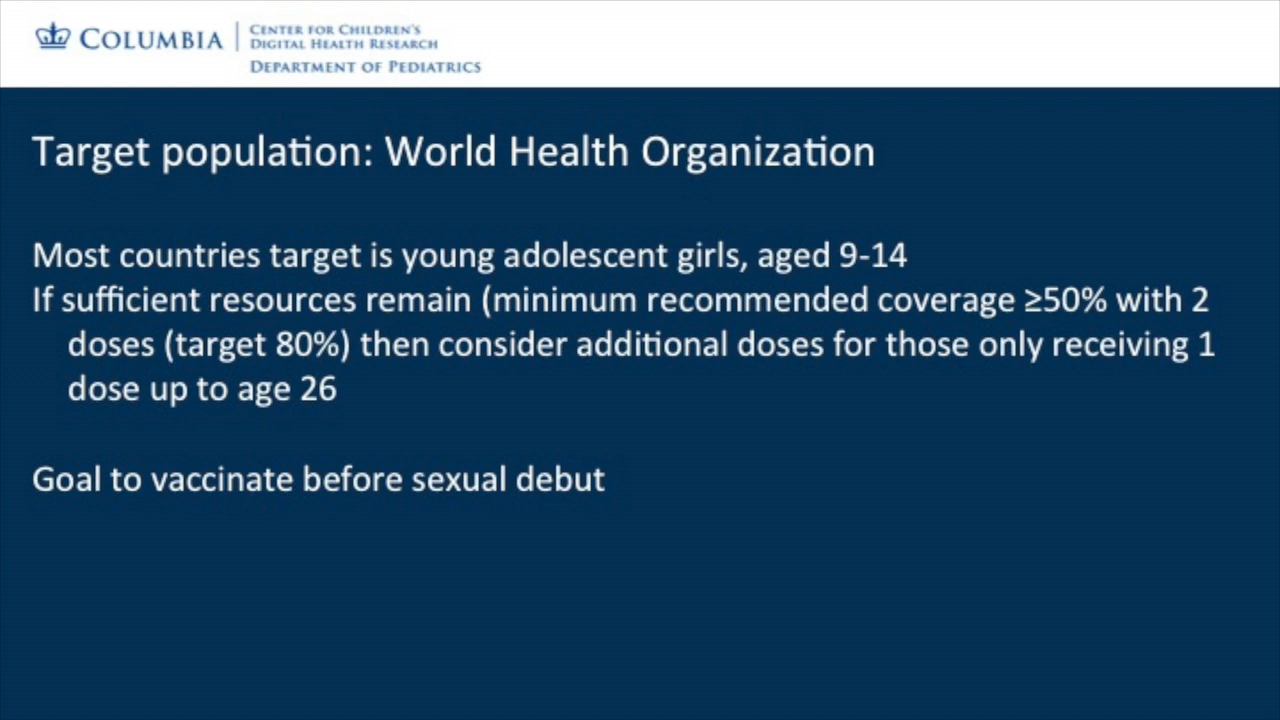 COLUMBIA
CENTER FOR CHILDREN'S
DIGITAL HEALTH RESEARCH
DEPARTMENT OF PEDIATRICS
Target population: World Health Organization
Most countries target is young adolescent girls, aged 9-14
If sufficient resources remain (minimum recommended coverage ≥50% with 2
doses (target 80%) then consider additional doses for those only receiving 1
dose up to age 26
Goal to vaccinate before sexual debut